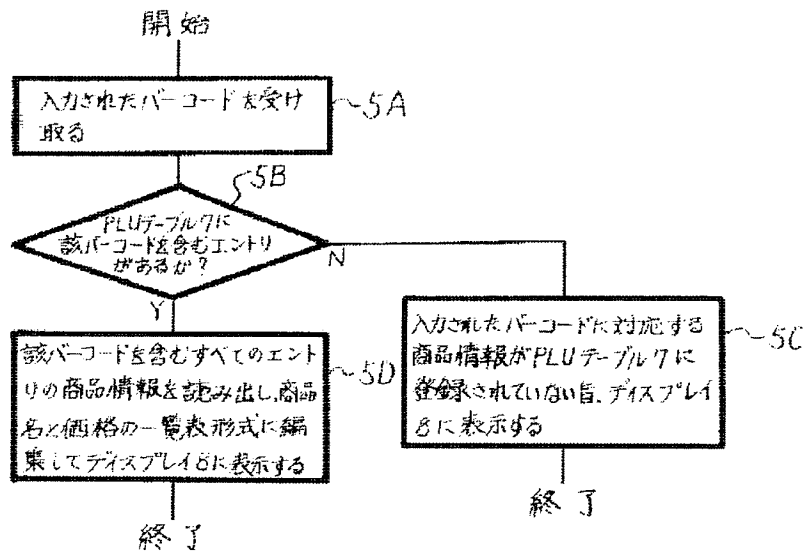 開始
入力されたバーコードを受け
取る
5A
5B
PLUテーブル7に
該バーコードを含むエントリ
があるか?
N
Y
該バーコードを含むすべてのエント
リの商品情報を読み出し、商品
名と価格の一覧表形式に編
集してディスプレイ8に表示する
5D
入力されたバーコードに対応する
商品情報がPLUテーブル7に
登録されていない旨、ディスプレイ
8に表示する
5C
終了
終了